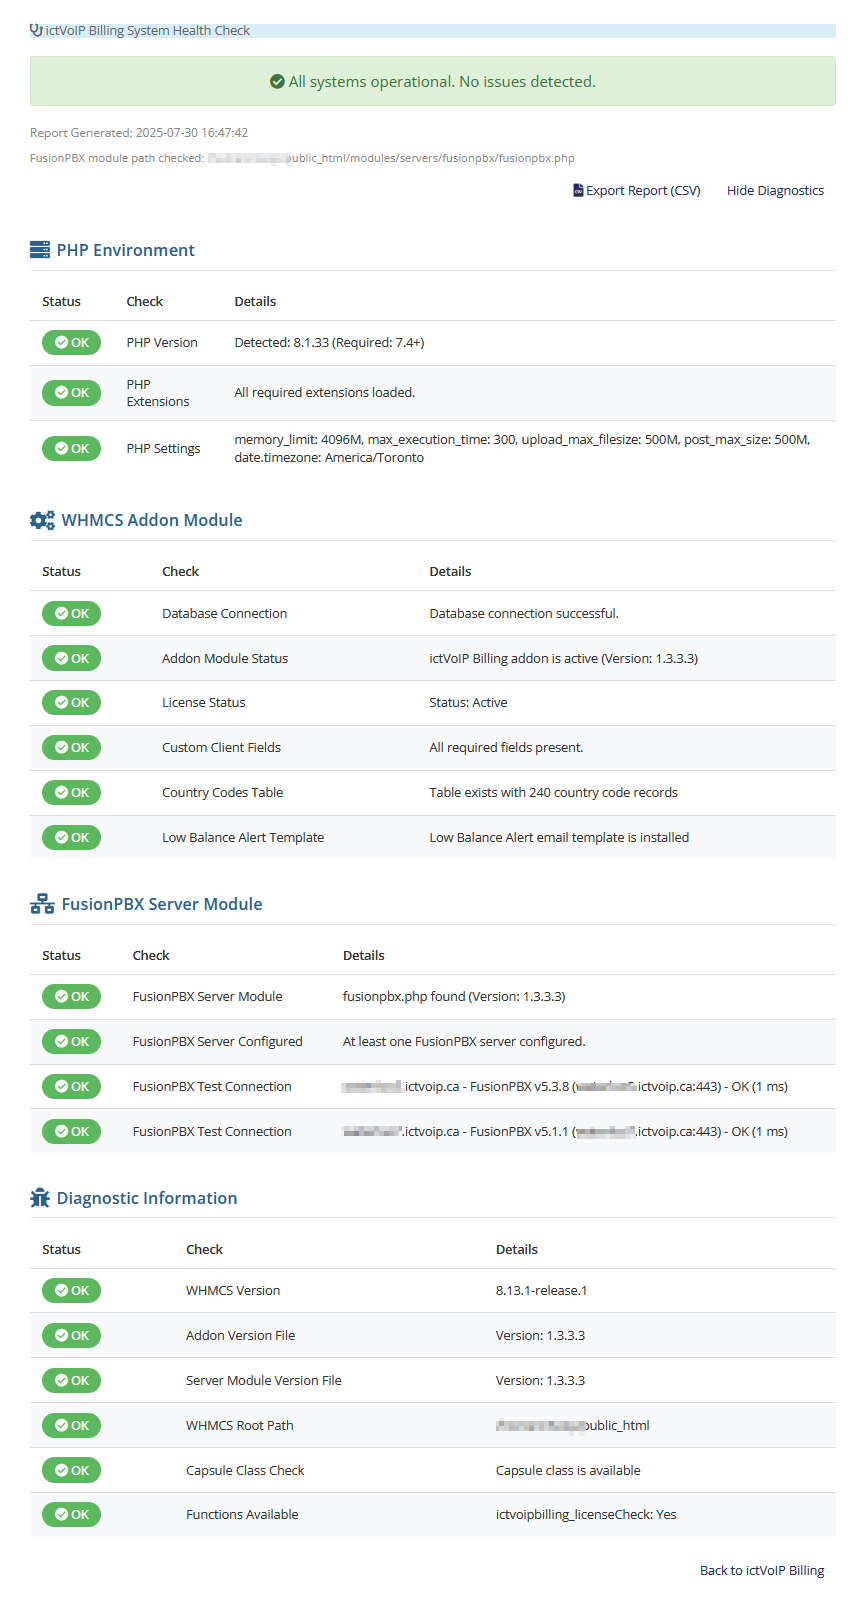 ictVoIP Billing System Health Check
All systems operational. No issues detected.
Report Generated: 2025-07-30 16:47:42
FusionPBX module path checked: public_html/modules/servers/fusionpbx/fusionpbx.php
Export Report (CSV) Hide Diagnostics
PHP Environment
Status Check Details
OK PHP Version Detected: 8.1.33 (Required: 7.4+)
OK PHP Extensions All required extensions loaded.
OK PHP Settings memory_limit: 4096M, max_execution_time: 300, upload_max_filesize: 500M, post_max_size: 500M,
date.timezone: America/Toronto
WHMCS Addon Module
Status Check Details
OK Database Connection Database connection successful.
OK Addon Module Status ictVoIP Billing addon is active (Version: 1.3.3.3)
OK License Status Status: Active
OK Custom Client Fields All required fields present.
OK Country Codes Table Table exists with 240 country code records
OK Low Balance Alert Template Low Balance Alert email template is installed
FusionPBX Server Module
Status Check Details
OK FusionPBX Server Module fusionpbx.php found (Version: 1.3.3.3)
OK FusionPBX Server Configured At least one FusionPBX server configured.
OK FusionPBX Test Connection .ictvoip.ca - FusionPBX v5.3.8 (.ictvoip.ca:443) - OK (1 ms)
OK FusionPBX Test Connection .ictvoip.ca - FusionPBX v5.1.1 (.ictvoip.ca:443) - OK (1 ms)
Diagnostic Information
Status Check Details
OK WHMCS Version 8.13.1-release.1
OK Addon Version File Version: 1.3.3.3
OK Server Module Version File Version: 1.3.3.3
OK WHMCS Root Path public_html
OK Capsule Class Check Capsule class is available
OK Functions Available ictvoipbilling_licenseCheck: Yes
Back to ictVoIP Billing